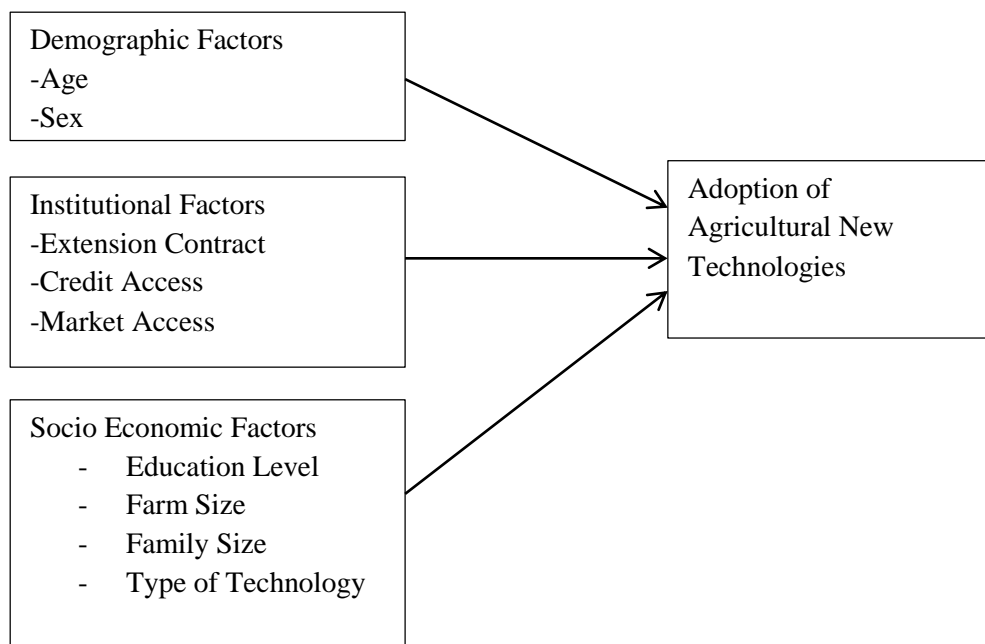 Demographic Factors
-Age
-Sex
Institutional Factors
-Extension Contract
-Credit Access
-Market Access
Socio Economic Factors
- Education Level
- Farm Size
- Family Size
- Type of Technology
Adoption of
Agricultural New
Technologies